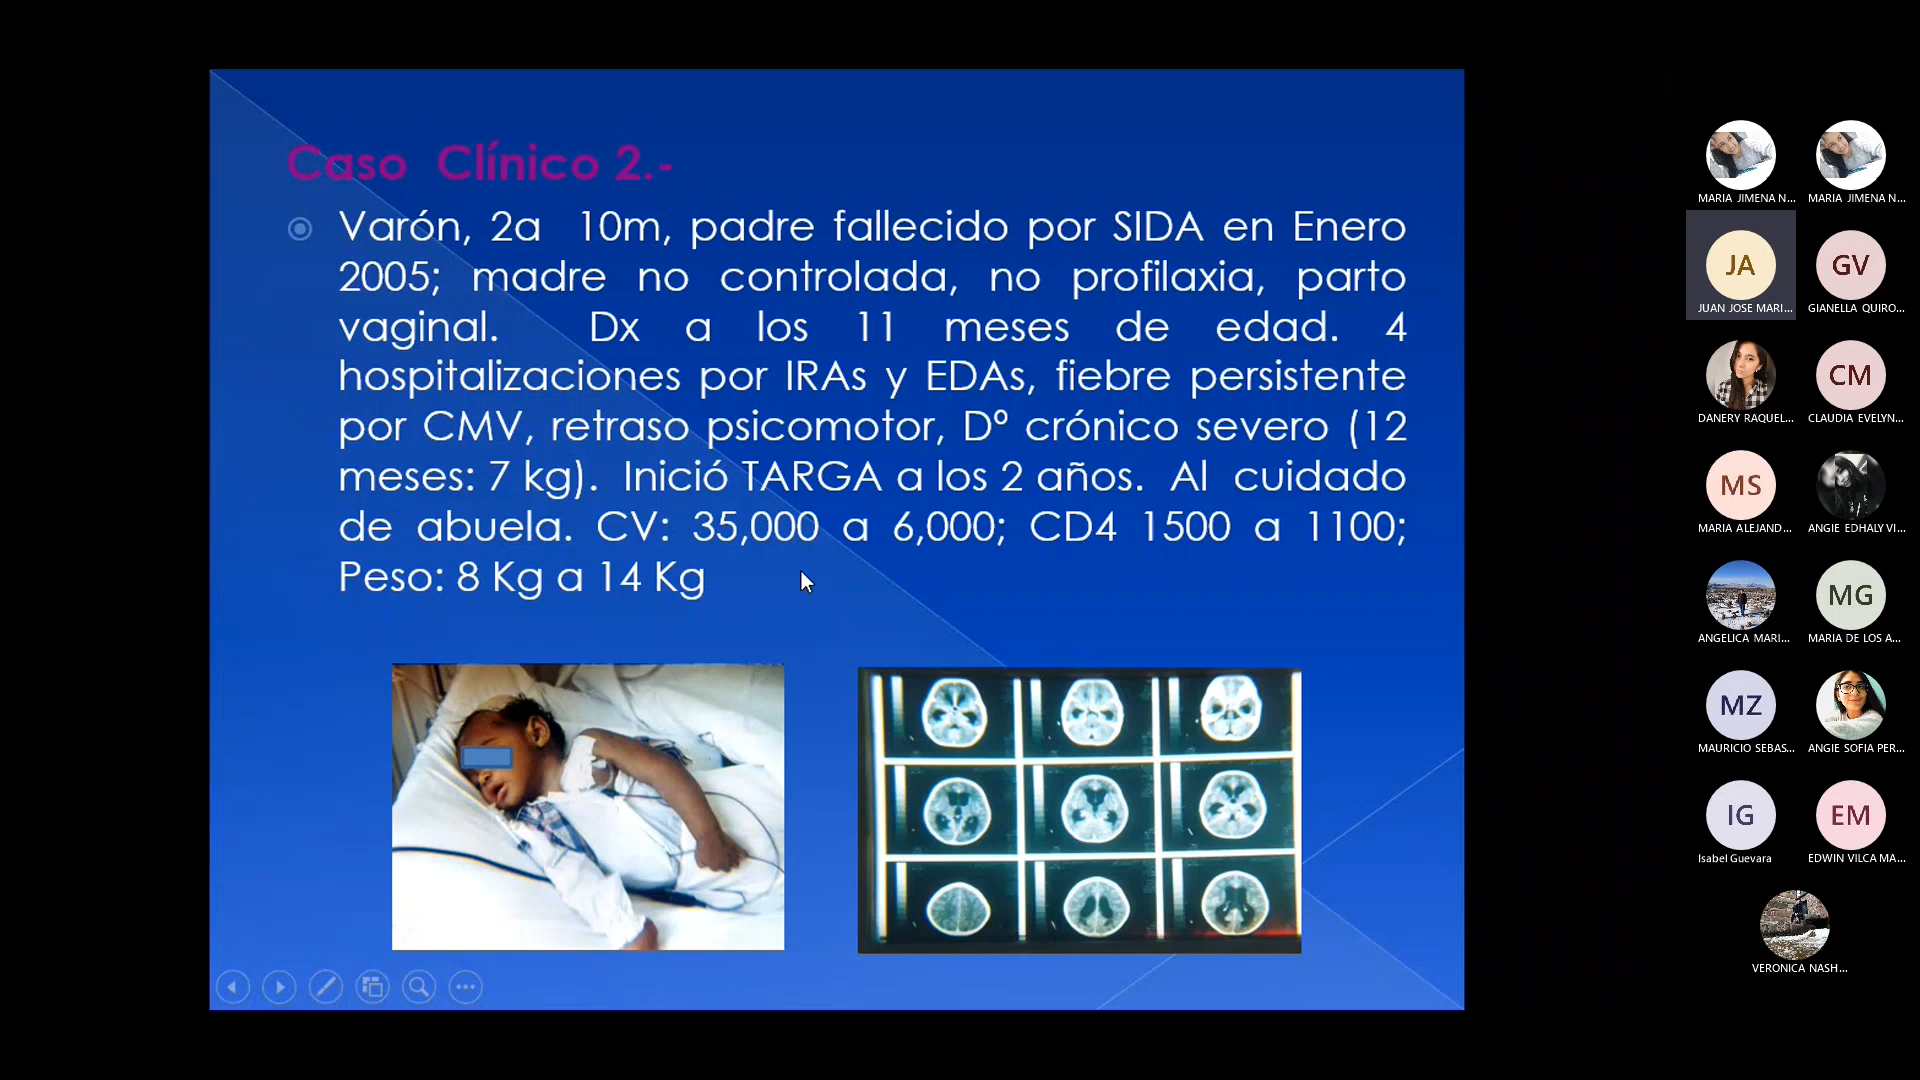 Caso Clínico 2.-
Varón, 2a 10m, padre fallecido por SIDA en Enero
2005; madre no controlada, no profilaxia, parto
vaginal. Dx a los 11 meses de edad. 4
hospitalizaciones por IRAs y EDAs, fiebre persistente
por CMV, retraso psicomotor, Dº crónico severo (12
meses: 7 kg). Inició TARGA a los 2 años. Al cuidado
de abuela. CV: 35,000 a 6,000; CD4 1500 a 1100;
Peso: 8 Kg a 14 Kg
MARIA JIMENA N...
MARIA JIMENA N...
JA
JUAN JOSE MARI...
GV
GIANELLA QUIRO...
DANERY RAQUEL...
CM
CLAUDIA EVELYN...
MS
MARIA ALEJAND...
ANGIE EDHALY VI...
ANGELICA MARI...
MG
MARIA DE LOS A...
MZ
MAURICIO SEBAS...
ANGIE SOFIA PER...
IG
Isabel Guevara
EM
EDWIN VILCA MA...
VERONICA NASH...